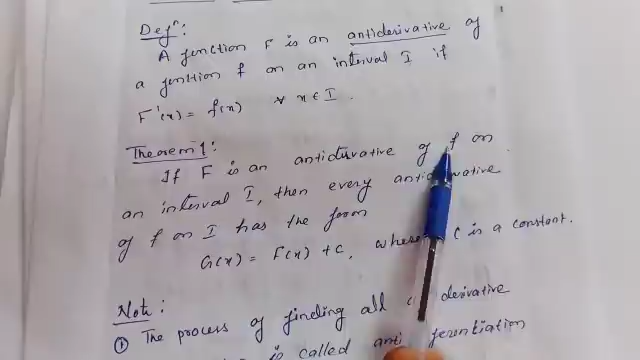 Defⁿ:
A function F is an antiderivative of
a function f on an interval I if
F'(x) = f(x) ∀ x ∈ I.
Theorem 1:
If F is an antiderivative of f on
an interval I, then every
of f on I has the form
G(x) = F(x) + C, where C is a constant.
Note:
① The process of finding all derivative
is called anti